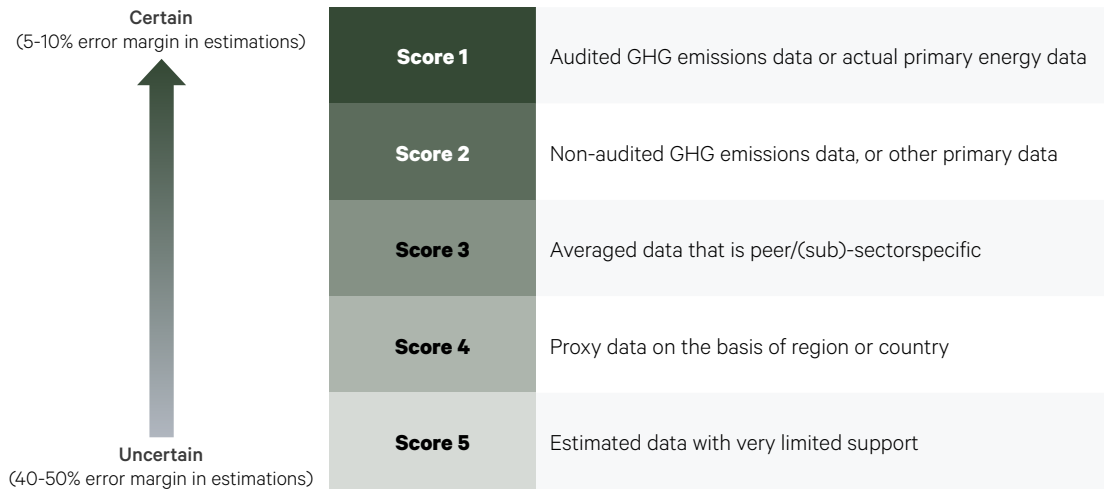 Certain
(5-10% error margin in estimations)
Score 1
Audited GHG emissions data or actual primary energy data
Score 2
Non-audited GHG emissions data, or other primary data
Score 3
Averaged data that is peer/(sub)-sectorspecific
Score 4
Proxy data on the basis of region or country
Score 5
Estimated data with very limited support
Uncertain
(40-50% error margin in estimations)